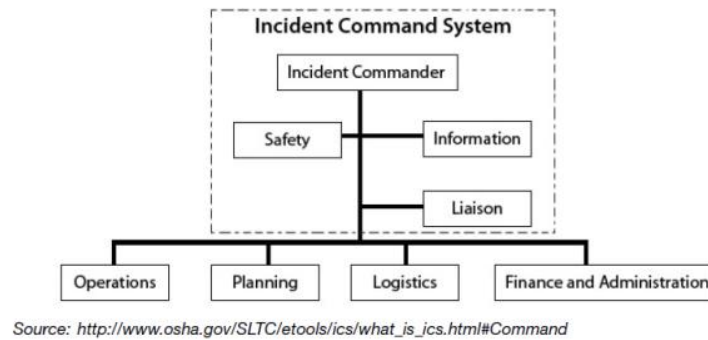 Incident Command System
Incident Commander
Safety
Information
Liaison
Operations
Planning
Logistics
Finance and Administration
Source: http://www.osha.gov/SLTC/etools/ics/what_is_ics.html#Command